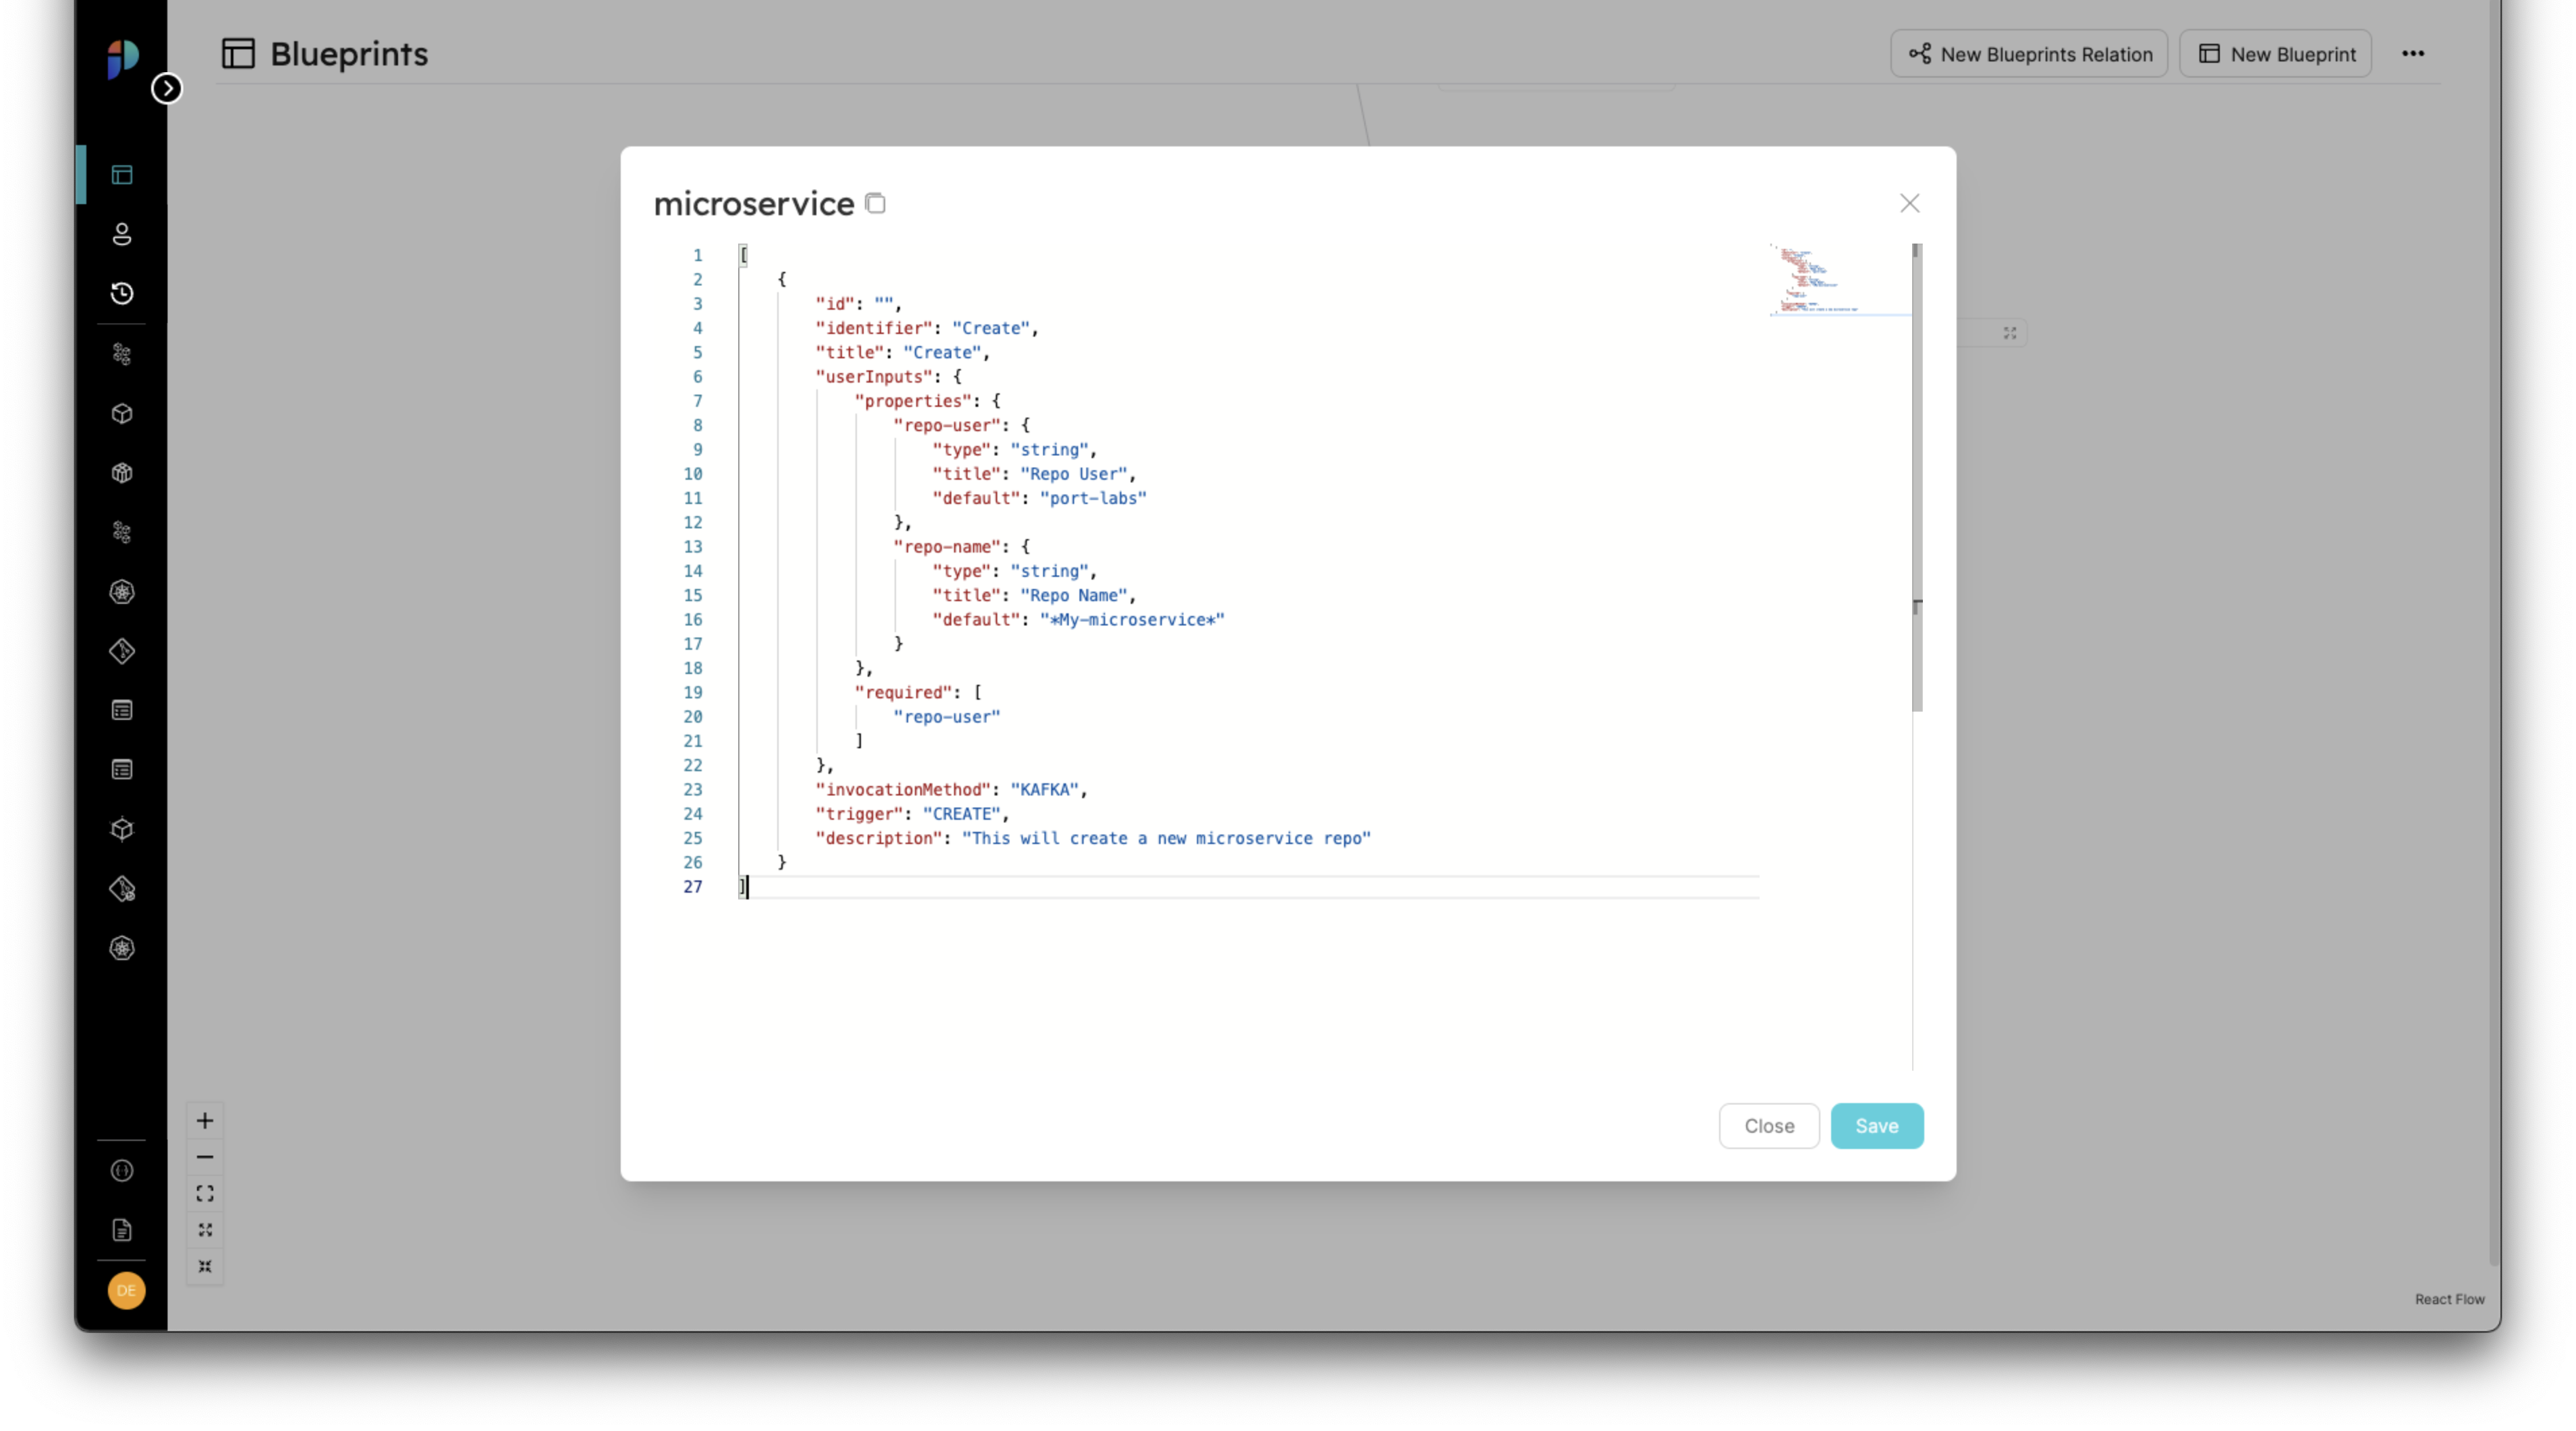 Blueprints
New Blueprints Relation
New Blueprint
microservice
1 [
2 {
3 "id": "",
4 "identifier": "Create",
5 "title": "Create",
6 "userInputs": {
7 "properties": {
8 "repo-user": {
9 "type": "string",
10 "title": "Repo User",
11 "default": "port-labs"
12 },
13 "repo-name": {
14 "type": "string",
15 "title": "Repo Name",
16 "default": "*My-microservice*"
17 }
18 },
19 "required": [
20 "repo-user"
21 ]
22 },
23 "invocationMethod": "KAFKA",
24 "trigger": "CREATE",
25 "description": "This will create a new microservice repo"
26 }
27 ]
Close
Save
DE
React Flow